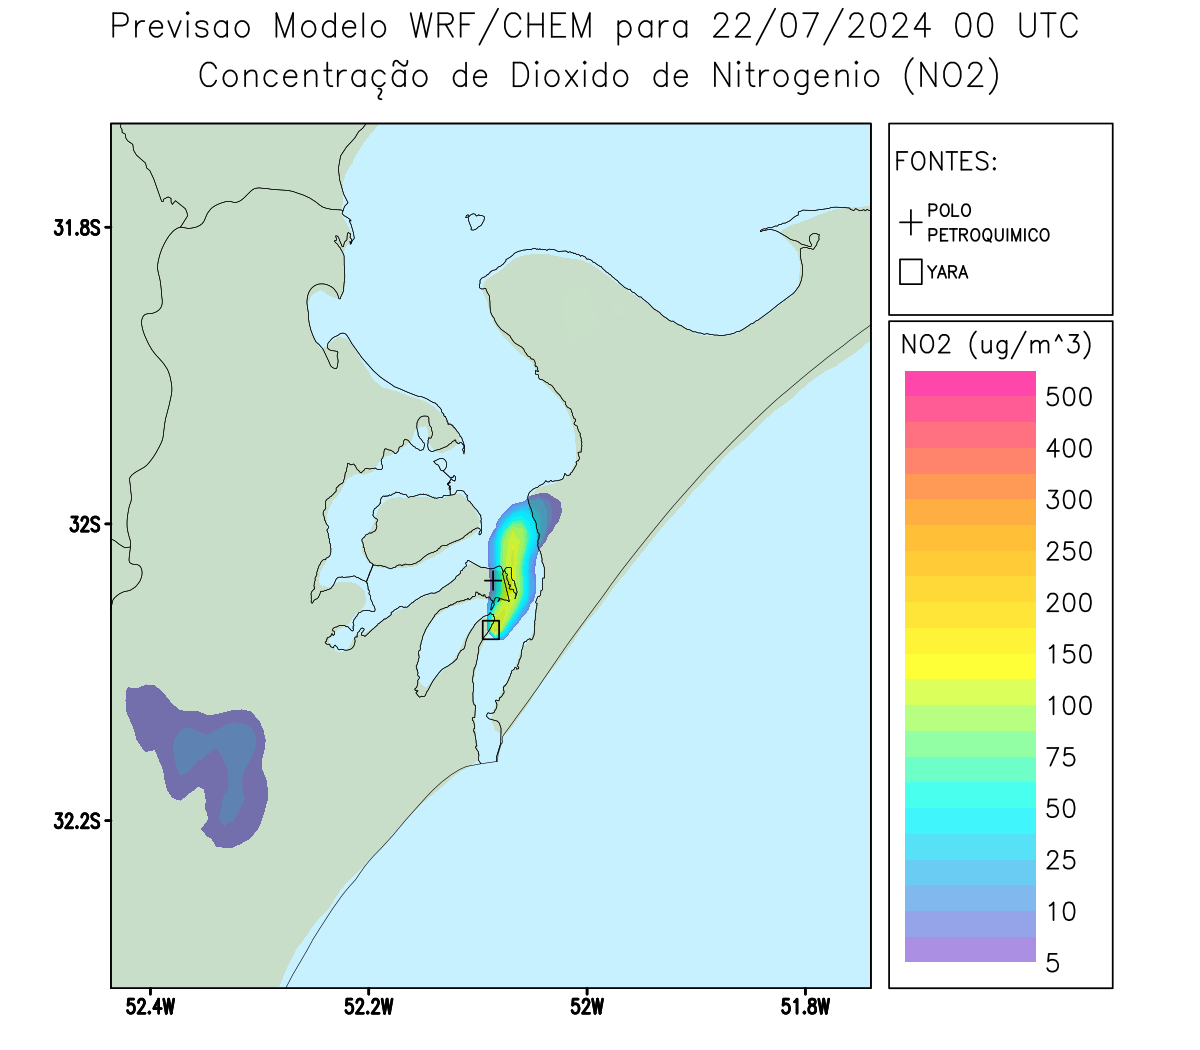 Previsao Modelo WRF/CHEM para 22/07/2024 00 UTC
Concentração de Dioxido de Nitrogenio (NO2)
FONTES:
POLO
PETROQUIMICO
YARA
31.8S
32S
32.2S
52.4W
52.2W
52W
51.8W
NO2 (ug/m^3)
500
400
300
250
200
150
100
75
50
25
10
5